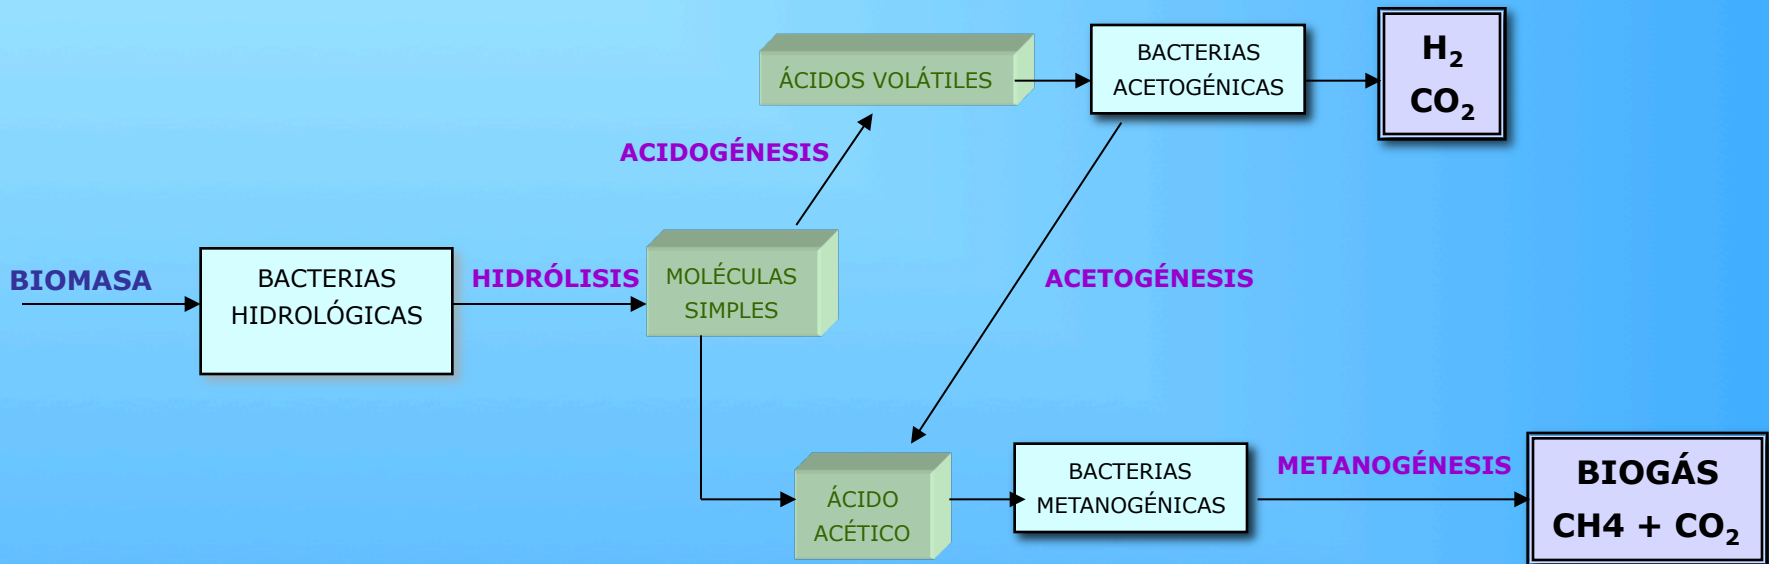 BIOMASA
BACTERIAS
HIDROLÓGICAS
HIDRÓLISIS
MOLÉCULAS
SIMPLES
ACIDOGÉNESIS
ÁCIDOS VOLÁTILES
BACTERIAS
ACETOGÉNICAS
H₂
CO₂
ACETOGÉNESIS
ÁCIDO
ACÉTICO
BACTERIAS
METANOGÉNICAS
METANOGÉNESIS
BIOGÁS
CH4 + CO₂